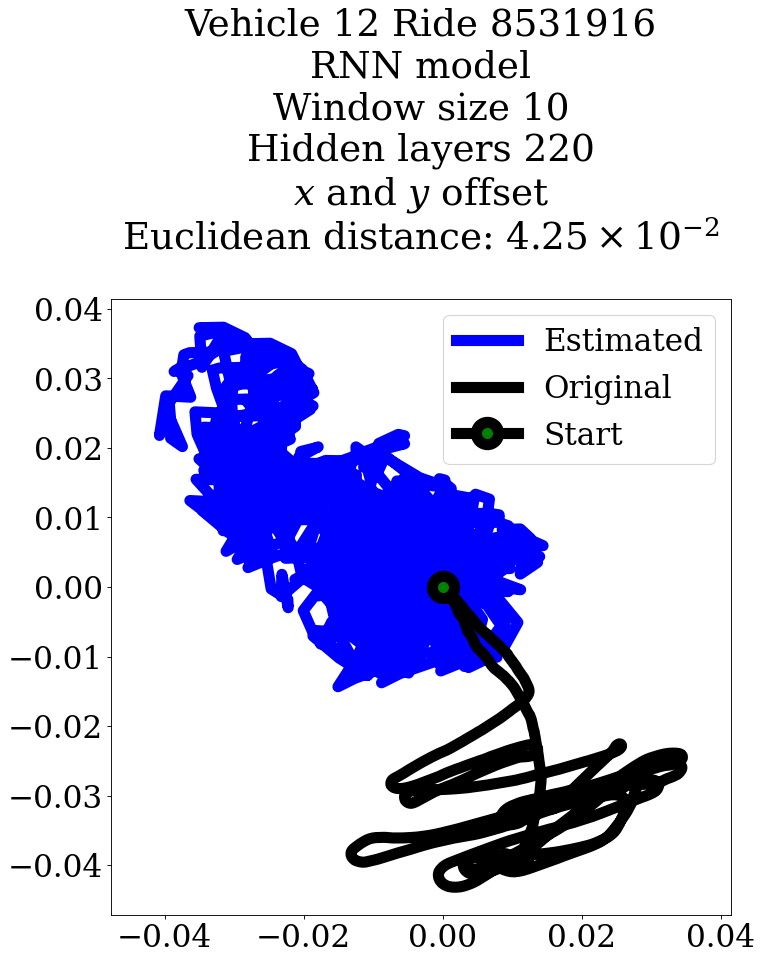 Vehicle 12 Ride 8531916
RNN model
Window size 10
Hidden layers 220
x and y offset
Euclidean distance: 4.25 × 10⁻²
Estimated
Original
Start
0.04
0.03
0.02
0.01
0.00
−0.01
−0.02
−0.03
−0.04
−0.04 −0.02 0.00 0.02 0.04